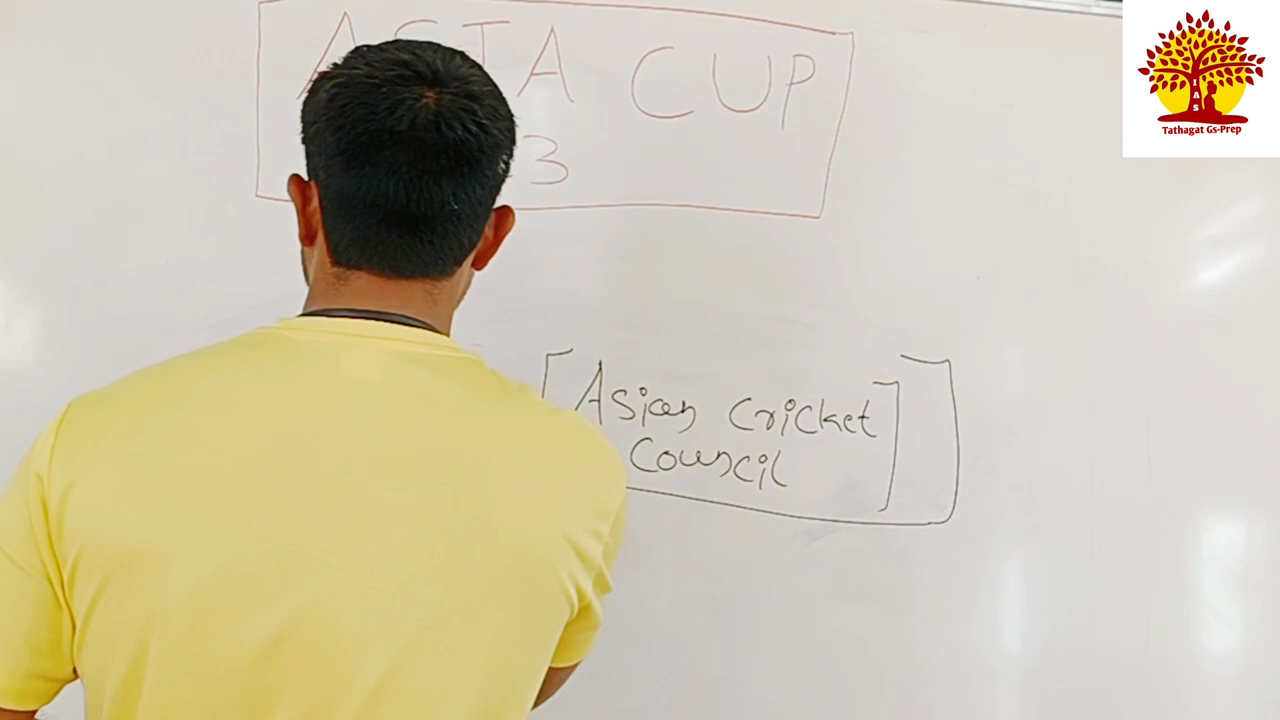 ASIA CUP
3
[Asian Cricket]
Council
IAS
Tathagat Gs-Prep